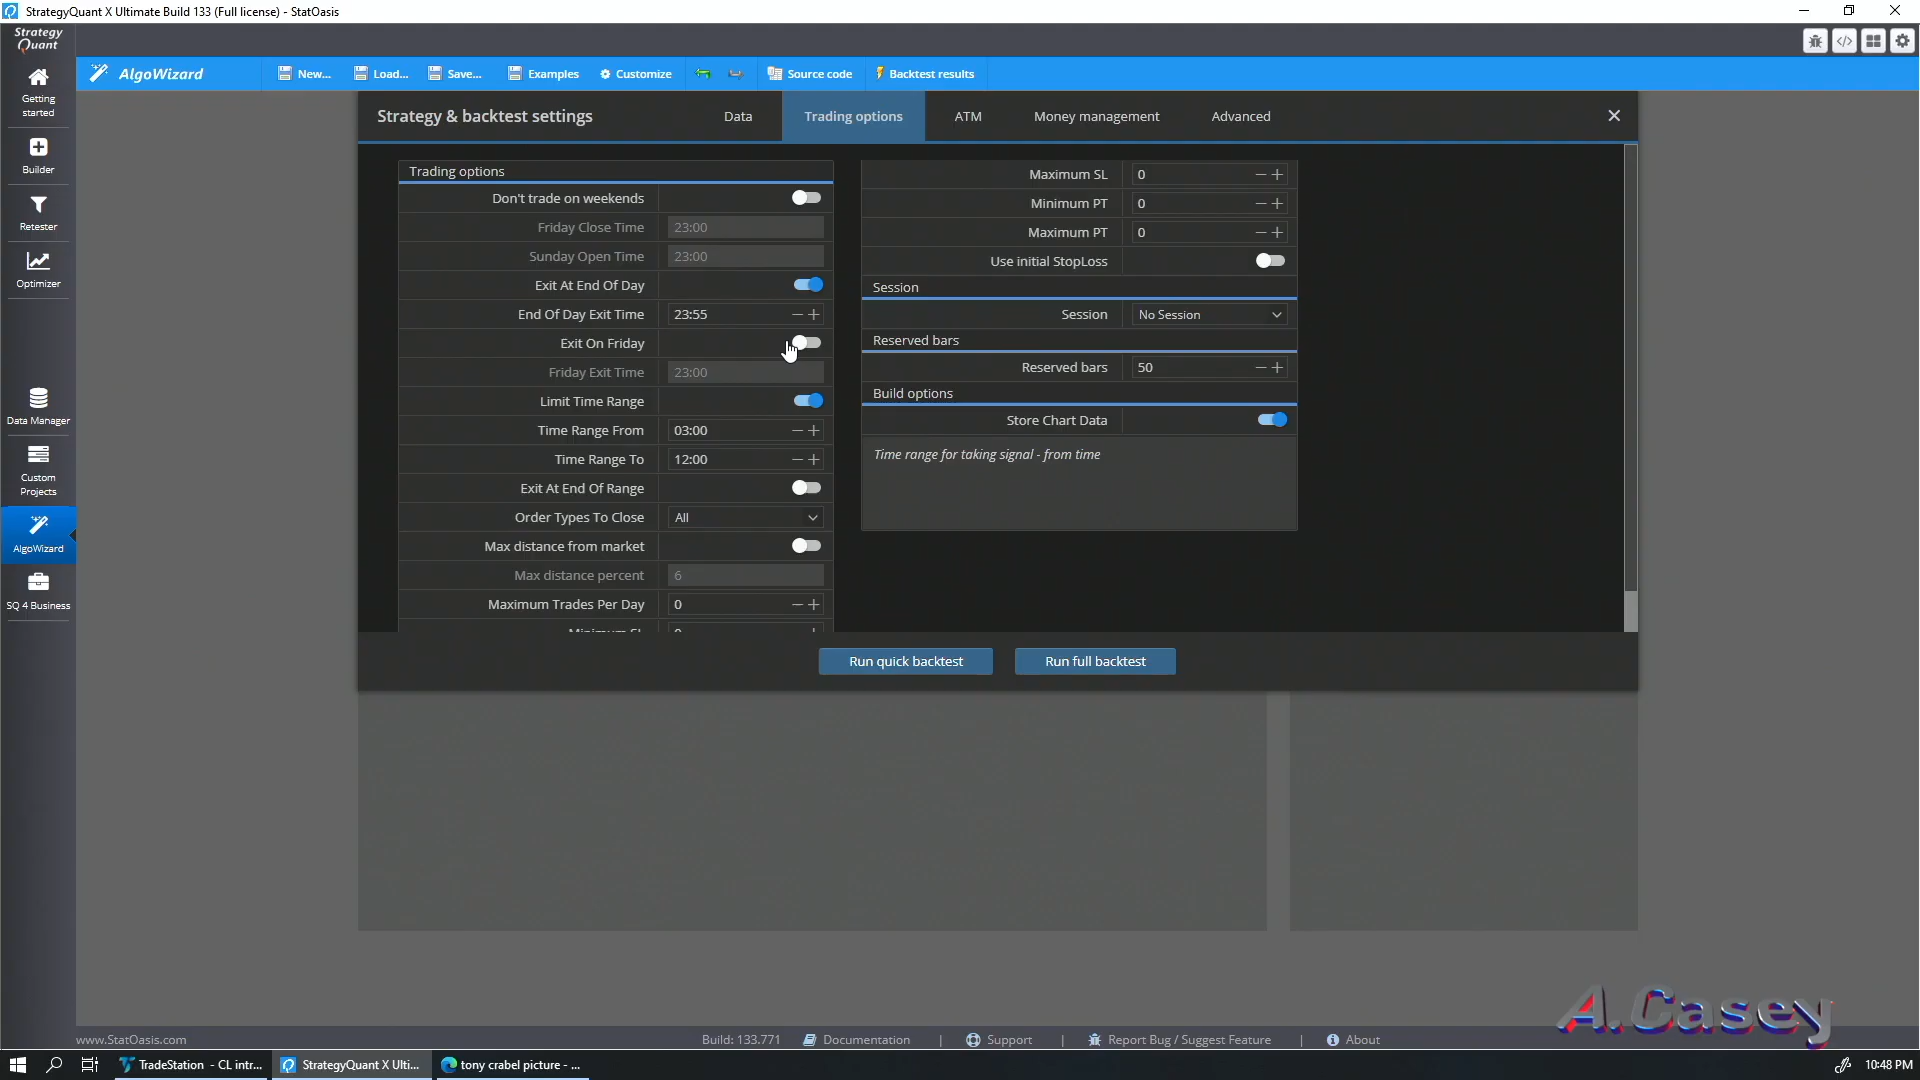 StrategyQuant X Ultimate Build 133 (Full license) - StatOasis
Strategy
Quant
AlgoWizard
New...
Load...
Save...
Examples
Customize
Source code
Backtest results
Getting
started
Builder
Retester
Optimizer
Data Manager
Custom
Projects
AlgoWizard
SQ 4 Business
Strategy & backtest settings
Data
Trading options
ATM
Money management
Advanced
Trading options
Don't trade on weekends
Friday Close Time 23:00
Sunday Open Time 23:00
Exit At End Of Day
End Of Day Exit Time 23:55
Exit On Friday
Friday Exit Time 23:00
Limit Time Range
Time Range From 03:00
Time Range To 12:00
Exit At End Of Range
Order Types To Close All
Max distance from market
Max distance percent 6
Maximum Trades Per Day 0
Minimum SL 0
Maximum SL 0
Minimum PT 0
Maximum PT 0
Use initial StopLoss
Session
Session No Session
Reserved bars
Reserved bars 50
Build options
Store Chart Data
Time range for taking signal - from time
Run quick backtest
Run full backtest
A.Casey
www.StatOasis.com
Build: 133.771
Documentation
|
Support
|
Report Bug / Suggest Feature
|
About
TradeStation - CL intr...
StrategyQuant X Ulti...
tony crabel picture - ...
10:48 PM